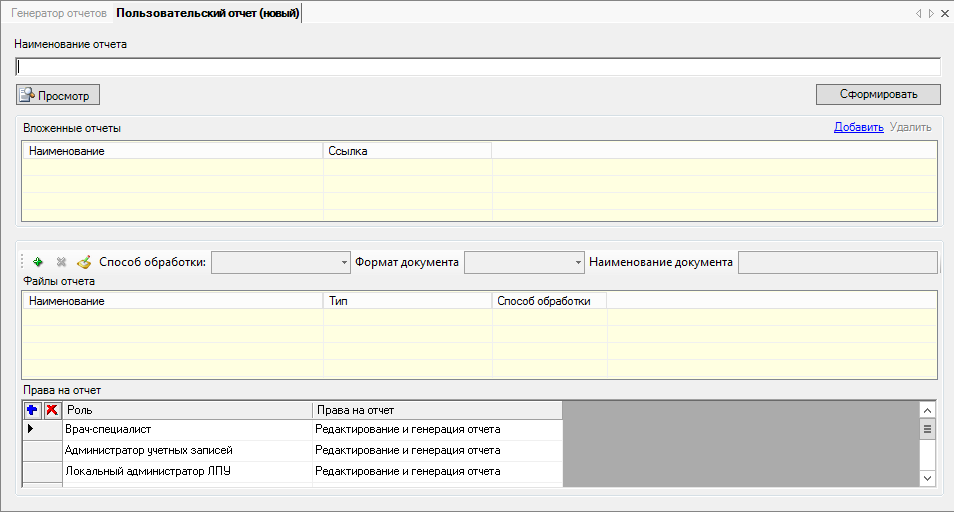 Генератор отчетов Пользовательский отчет (новый)
Наименование отчета
Просмотр Сформировать
Вложенные отчеты Добавить Удалить
Наименование Ссылка
Способ обработки: Формат документа Наименование документа
Файлы отчета
Наименование Тип Способ обработки
Права на отчет
Роль Права на отчет
Врач-специалист Редактирование и генерация отчета
Администратор учетных записей Редактирование и генерация отчета
Локальный администратор ЛПУ Редактирование и генерация отчета